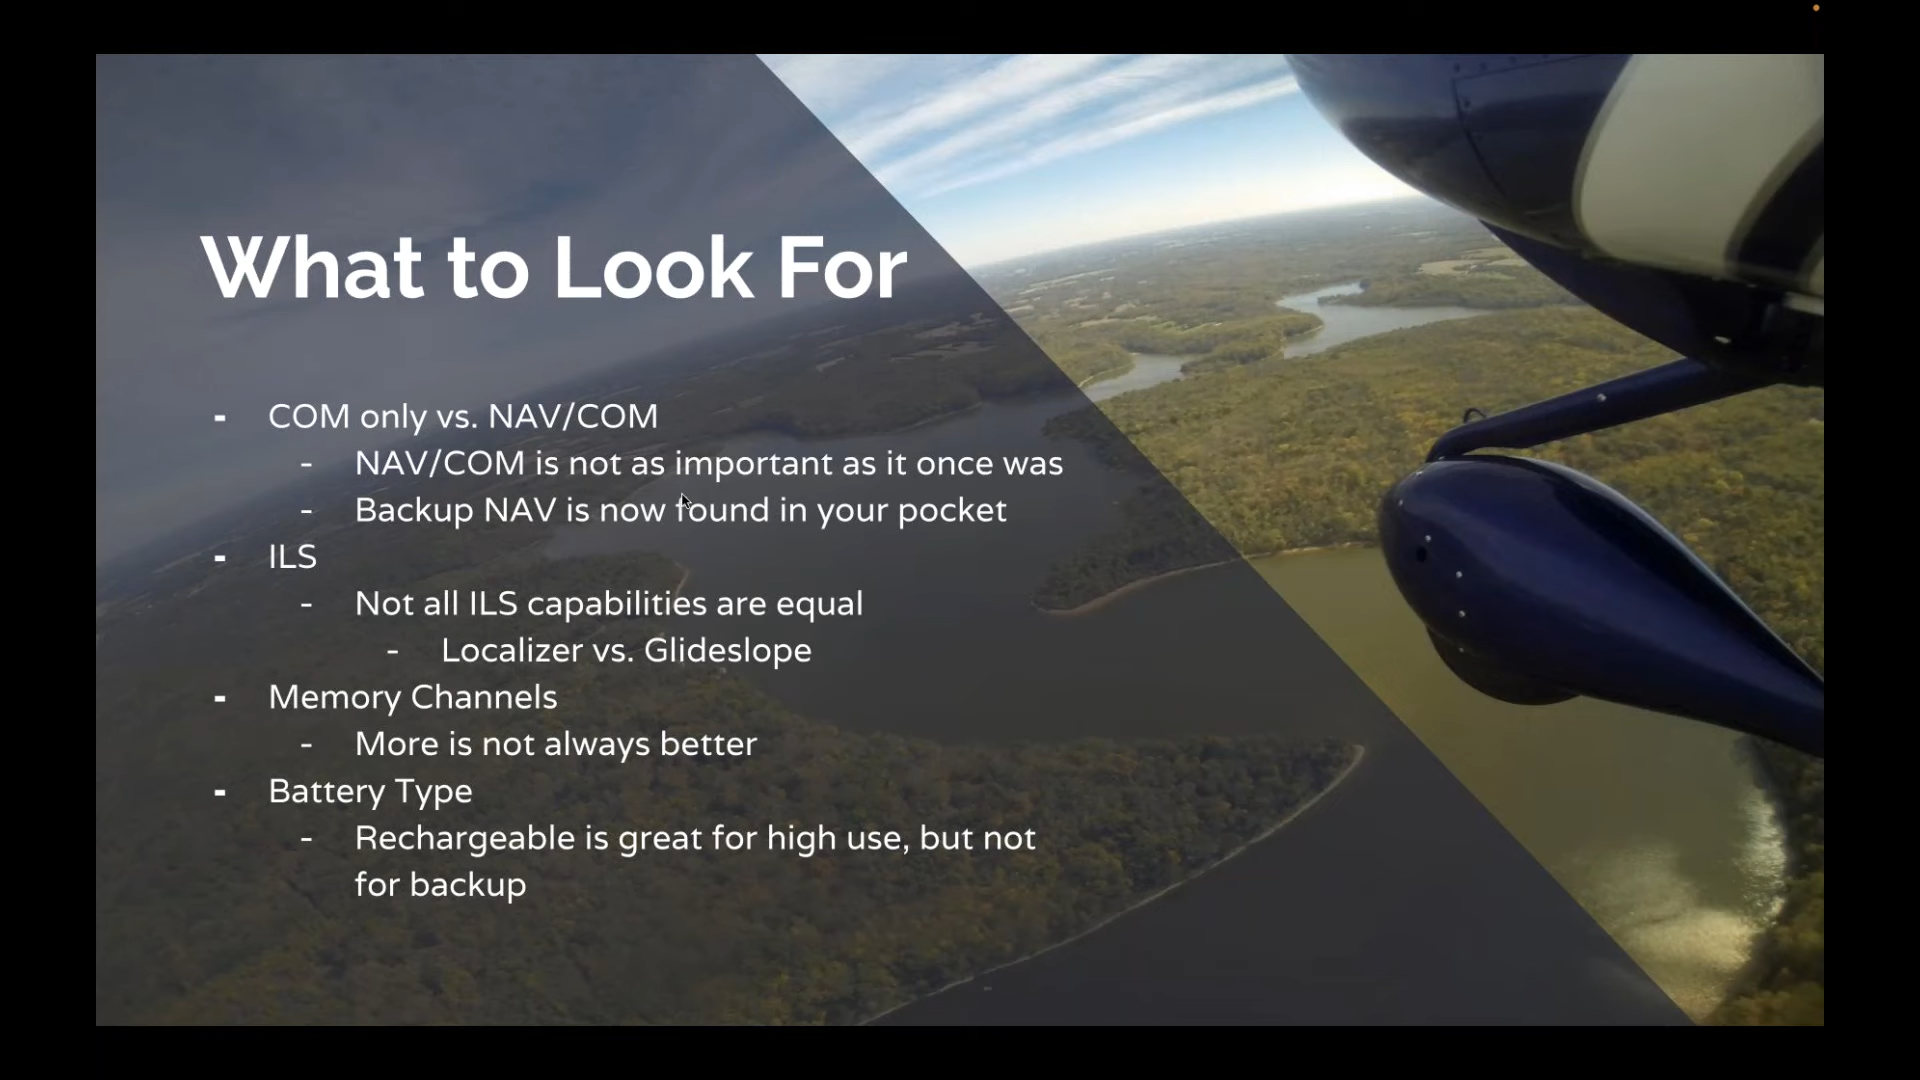 What to Look For
- COM only vs. NAV/COM
- NAV/COM is not as important as it once was
- Backup NAV is now found in your pocket
- ILS
- Not all ILS capabilities are equal
- Localizer vs. Glideslope
- Memory Channels
- More is not always better
- Battery Type
- Rechargeable is great for high use, but not
for backup